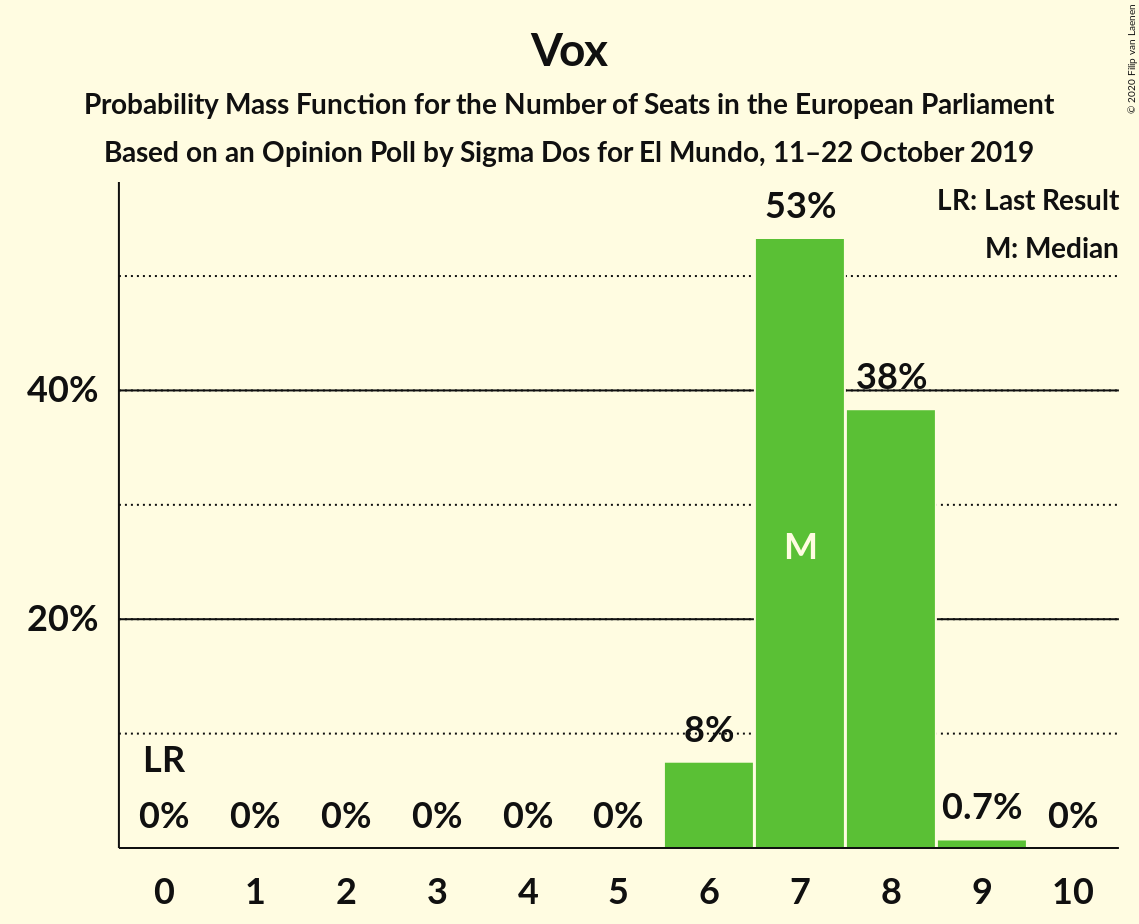 Vox
Probability Mass Function for the Number of Seats in the European Parliament
Based on an Opinion Poll by Sigma Dos for El Mundo, 11–22 October 2019
© 2020 Filip van Laenen
LR: Last Result
M: Median
53%
40%
38%
M
20%
8%
LR
0% 0% 0% 0% 0% 0% 0.7% 0%
0 1 2 3 4 5 6 7 8 9 10